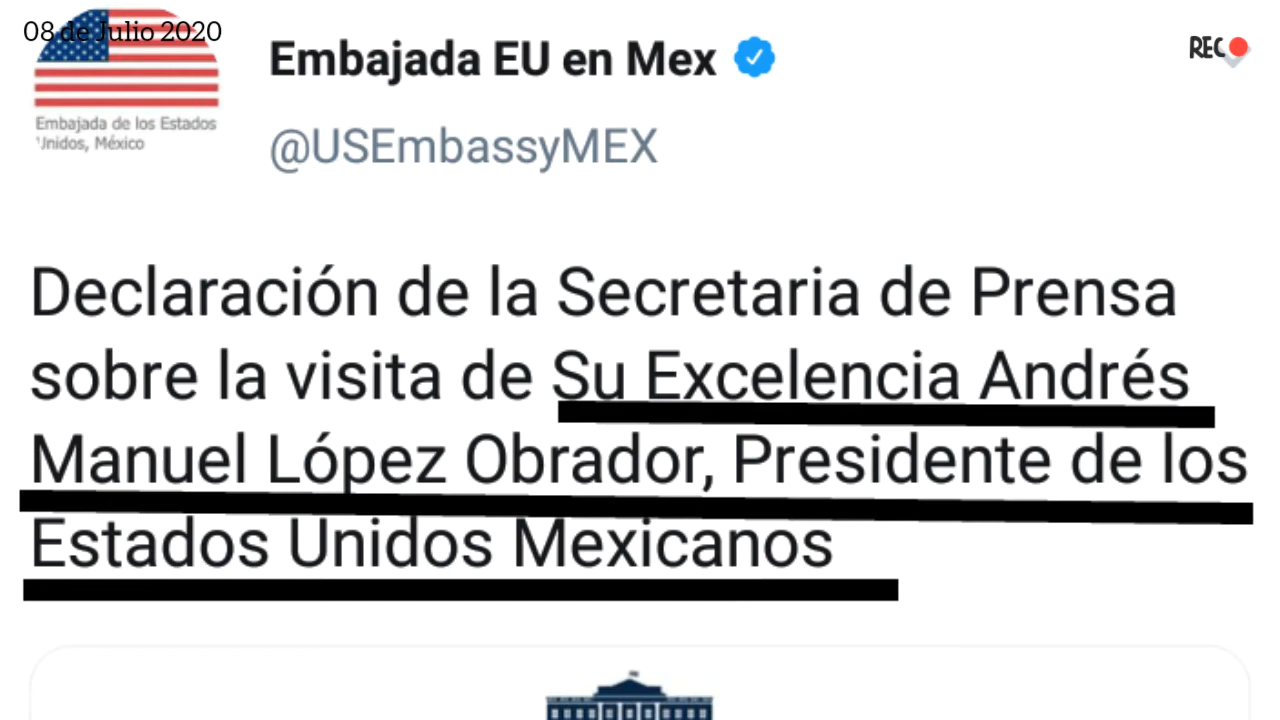 08 de Julio 2020
Embajada EU en Mex
REC
Embajada de los Estados
Unidos, México
@USEmbassyMEX
Declaración de la Secretaria de Prensa
sobre la visita de Su Excelencia Andrés
Manuel López Obrador, Presidente de los
Estados Unidos Mexicanos